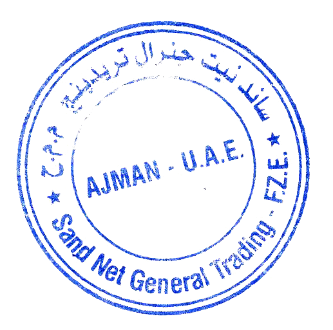 ساند نيت جنرال تريدينج م.م.ح
AJMAN - U.A.E.
★ Sand Net General Trading - F.Z.E. ★